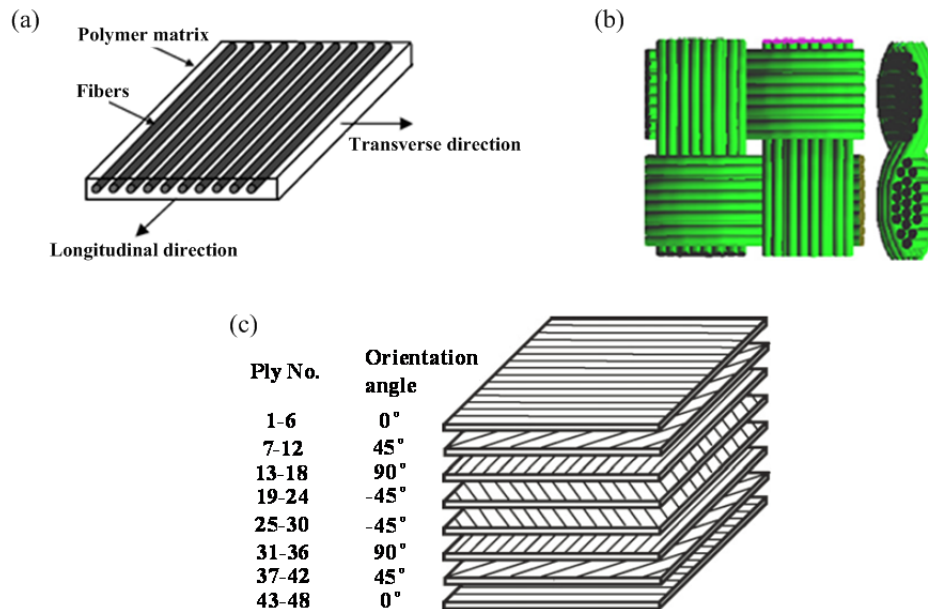 (a)
Polymer matrix
Fibers
Transverse direction
Longitudinal direction
(b)
(c)
Ply No. Orientation
angle
1-6 0°
7-12 45°
13-18 90°
19-24 -45°
25-30 -45°
31-36 90°
37-42 45°
43-48 0°